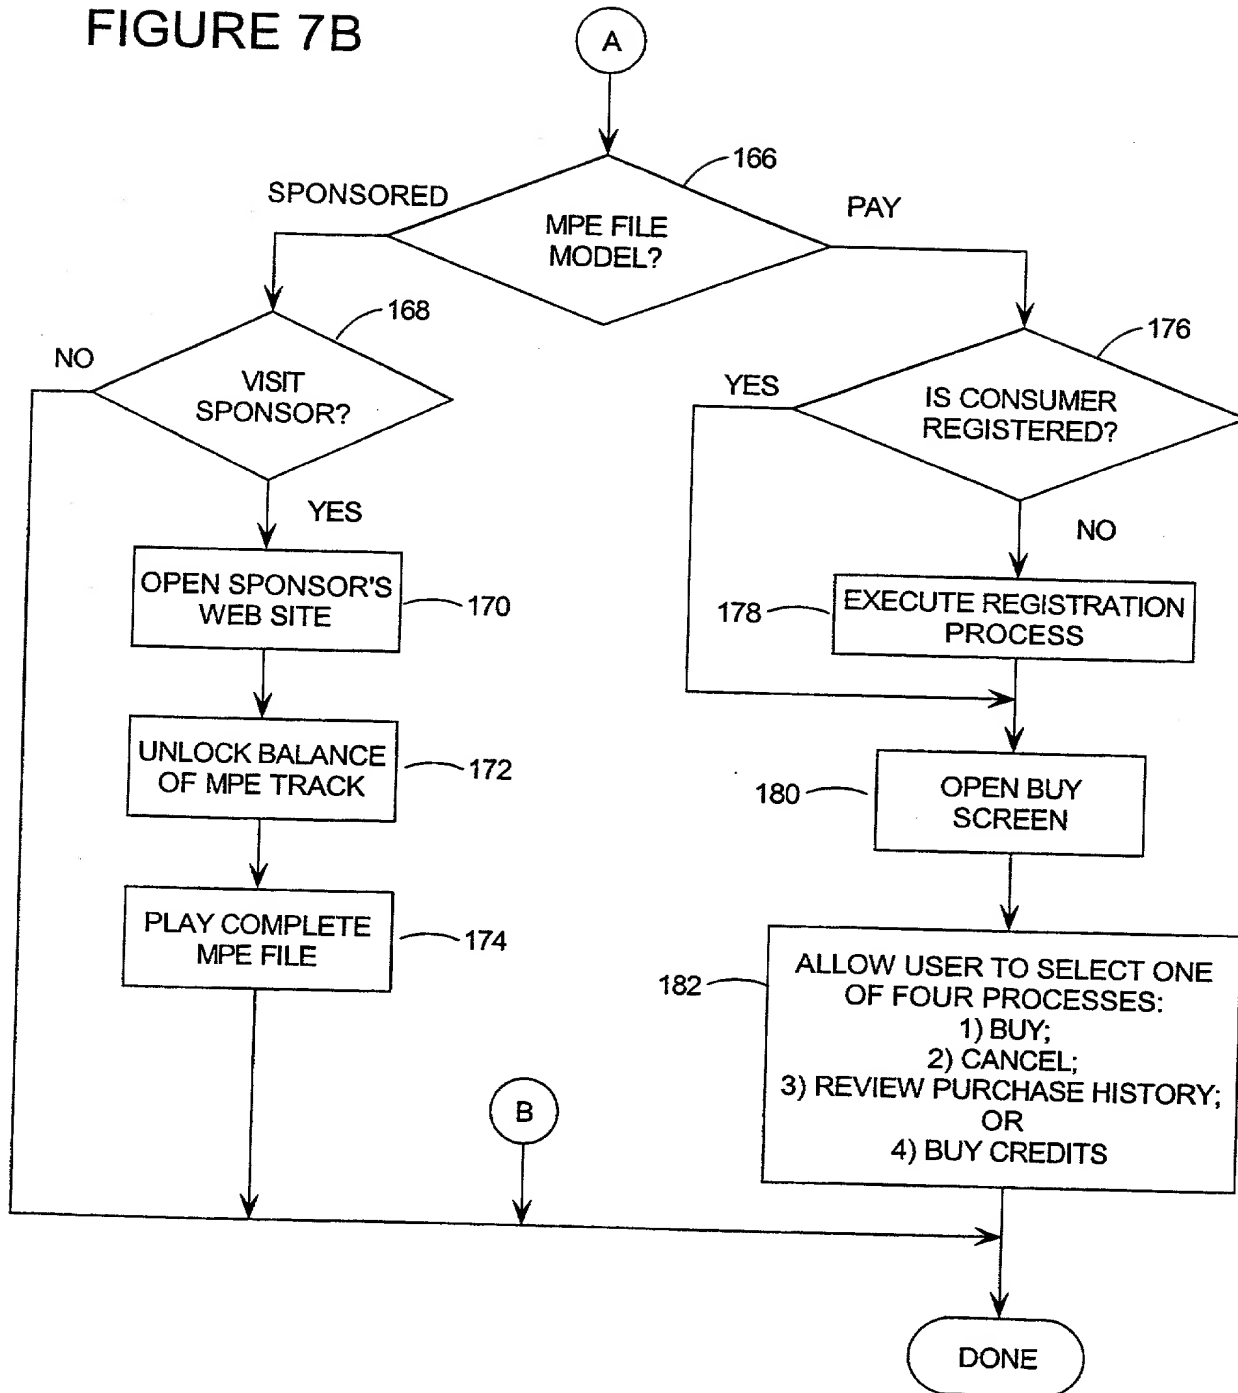 FIGURE 7B
A
166
SPONSORED
PAY
MPE FILE
MODEL?
168
176
NO
VISIT
SPONSOR?
YES
IS CONSUMER
REGISTERED?
YES
NO
OPEN SPONSOR'S
WEB SITE
170
178
EXECUTE REGISTRATION
PROCESS
UNLOCK BALANCE
OF MPE TRACK
172
180
OPEN BUY
SCREEN
PLAY COMPLETE
MPE FILE
174
182
ALLOW USER TO SELECT ONE
OF FOUR PROCESSES:
1) BUY;
2) CANCEL;
3) REVIEW PURCHASE HISTORY;
OR
4) BUY CREDITS
B
DONE